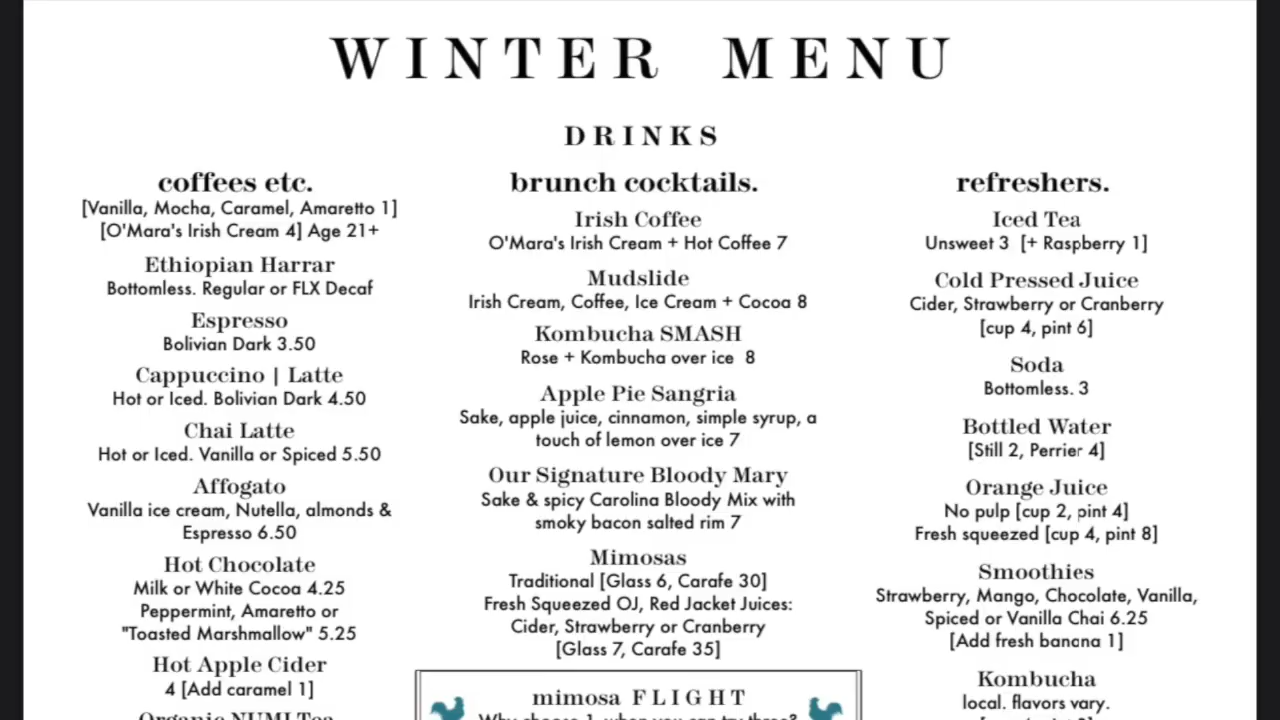 WINTER MENU
DRINKS
coffees etc.
[Vanilla, Mocha, Caramel, Amaretto 1]
[O'Mara's Irish Cream 4] Age 21+
Ethiopian Harrar
Bottomless. Regular or FLX Decaf
Espresso
Bolivian Dark 3.50
Cappuccino | Latte
Hot or Iced. Bolivian Dark 4.50
Chai Latte
Hot or Iced. Vanilla or Spiced 5.50
Affogato
Vanilla ice cream, Nutella, almonds &
Espresso 6.50
Hot Chocolate
Milk or White Cocoa 4.25
Peppermint, Amaretto or
"Toasted Marshmallow" 5.25
Hot Apple Cider
4 [Add caramel 1]
Organic NUMI Tea
brunch cocktails.
Irish Coffee
O'Mara's Irish Cream + Hot Coffee 7
Mudslide
Irish Cream, Coffee, Ice Cream + Cocoa 8
Kombucha SMASH
Rose + Kombucha over ice 8
Apple Pie Sangria
Sake, apple juice, cinnamon, simple syrup, a
touch of lemon over ice 7
Our Signature Bloody Mary
Sake & spicy Carolina Bloody Mix with
smoky bacon salted rim 7
Mimosas
Traditional [Glass 6, Carafe 30]
Fresh Squeezed OJ, Red Jacket Juices:
Cider, Strawberry or Cranberry
[Glass 7, Carafe 35]
mimosa FLIGHT
Why choose 1, when you can try three?
refreshers.
Iced Tea
Unsweet 3 [+ Raspberry 1]
Cold Pressed Juice
Cider, Strawberry or Cranberry
[cup 4, pint 6]
Soda
Bottomless. 3
Bottled Water
[Still 2, Perrier 4]
Orange Juice
No pulp [cup 2, pint 4]
Fresh squeezed [cup 4, pint 8]
Smoothies
Strawberry, Mango, Chocolate, Vanilla,
Spiced or Vanilla Chai 6.25
[Add fresh banana 1]
Kombucha
local. flavors vary.